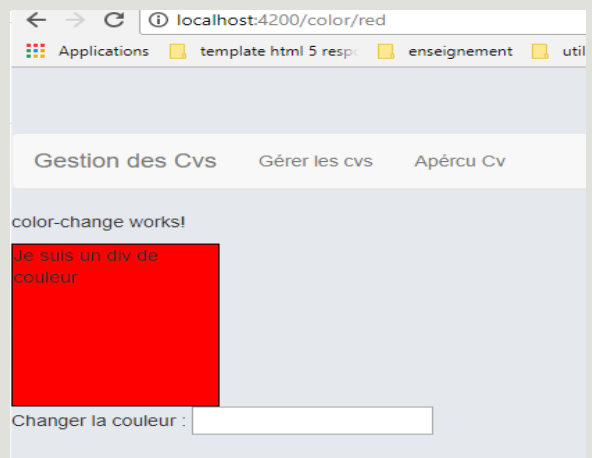 localhost:4200/color/red
Applications template html 5 resp enseignement util
Gestion des Cvs Gérer les cvs Apércu Cv
color-change works!
Je suis un div de
couleur
Changer la couleur :